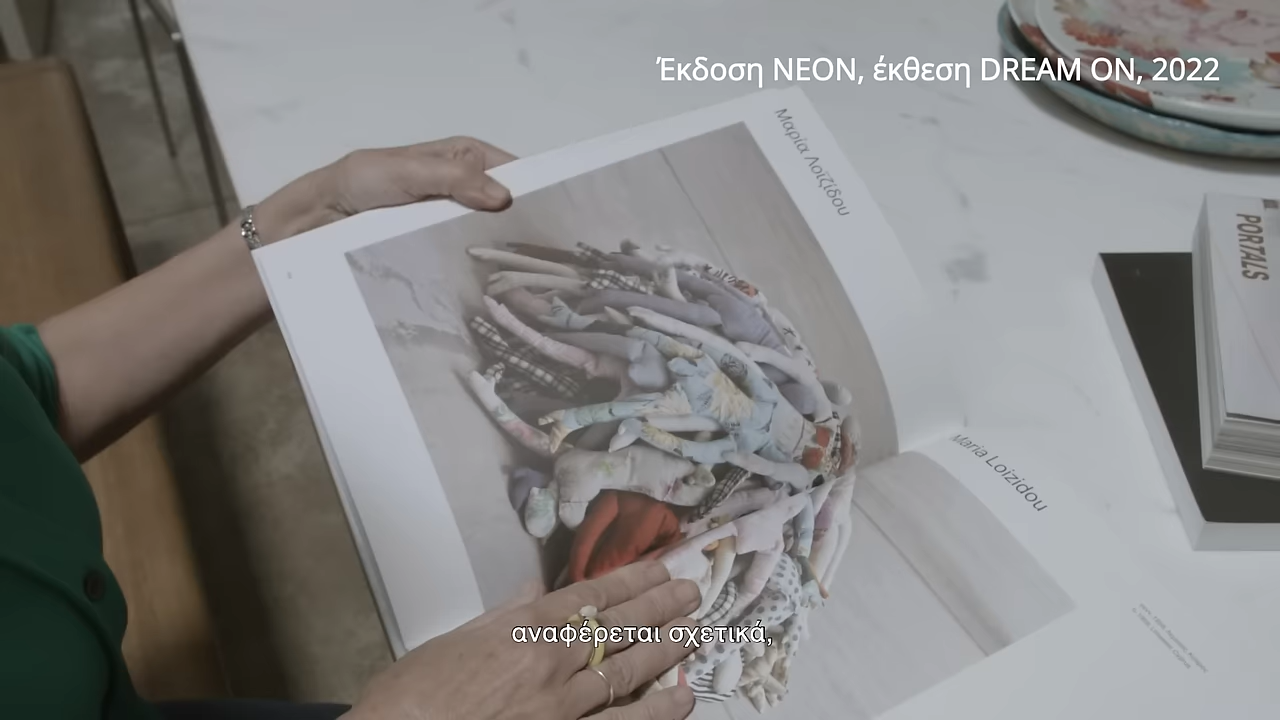 Έκδοση NEON, έκθεση DREAM ON, 2022
Μαρία Λοϊζίδου
PORTALS
Maria Loizidou
αναφέρεται σχετικά,